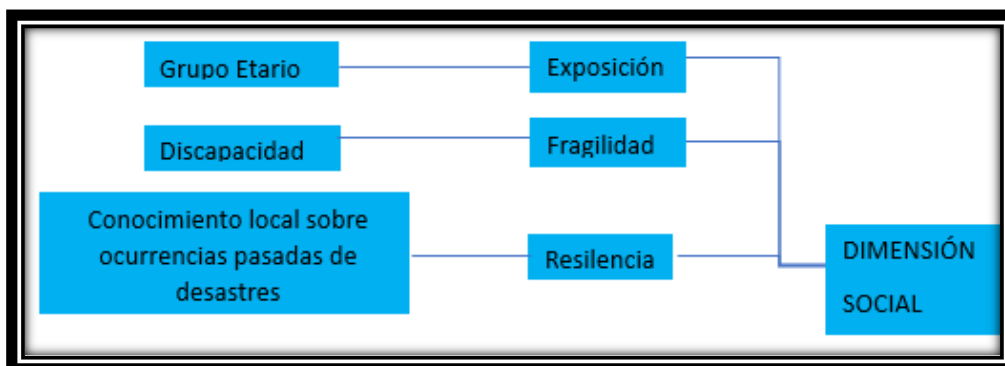 Grupo Etario
Exposición
Discapacidad
Fragilidad
Conocimiento local sobre
ocurrencias pasadas de
desastres
Resilencia
DIMENSIÓN
SOCIAL